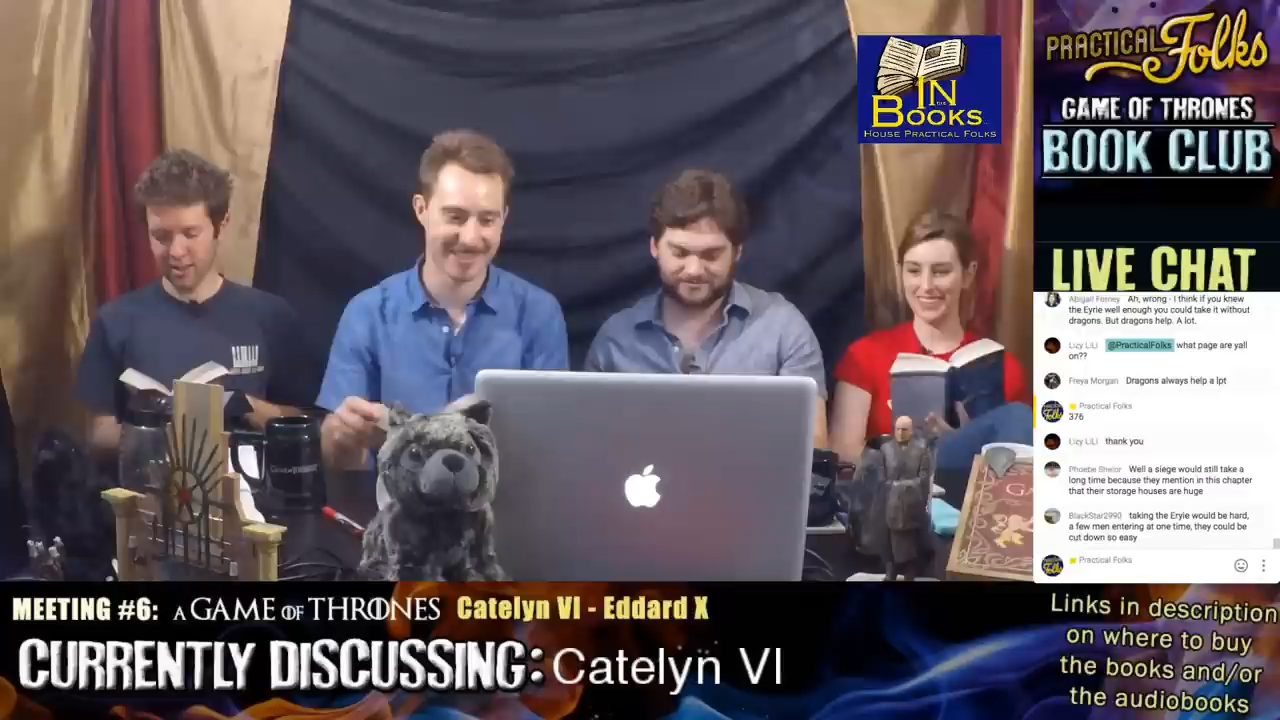 IN
the
BOOKS
HOUSE PRACTICAL FOLKS
PRACTICAL
Folks
GAME OF THRONES
BOOK CLUB
LIVE CHAT
Abigail Forney Ah, wrong - I think if you knew
the Eyrie well enough you could take it without
dragons. But dragons help. A lot.
Lizy LiLi @PracticalFolks what page are yall
on??
Freya Morgan Dragons always help a lpt
Practical Folks
376
Lizy LiLi thank you
Phoebe Shelor Well a siege would still take a
long time because they mention in this chapter
that their storage houses are huge
BlackStar2990 taking the Eryie would be hard,
a few men entering at one time, they could be
cut down so easy
Practical Folks
MEETING #6: A GAME OF THRONES Catelyn VI - Eddard X
CURRENTLY DISCUSSING: Catelyn VI
Links in description
on where to buy
the books and/or
the audiobooks